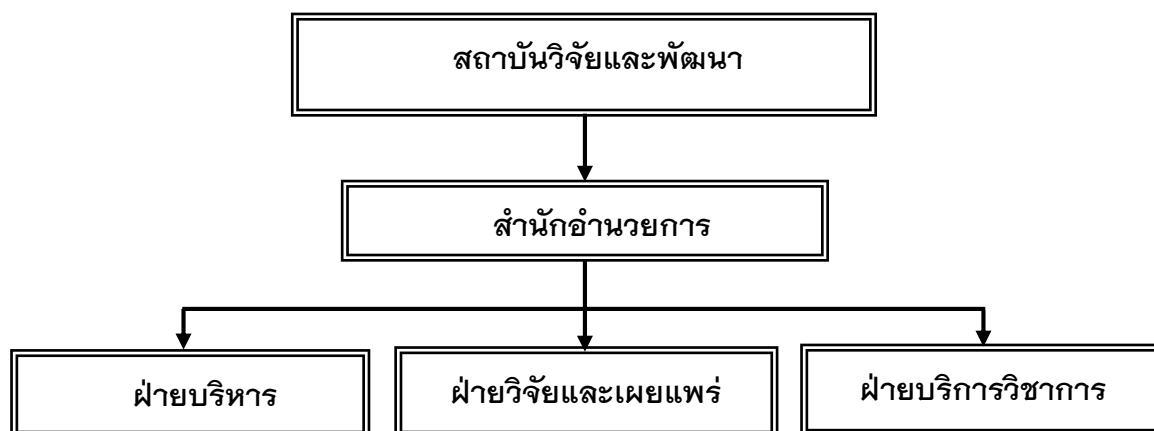 สถาบันวิจัยและพัฒนา
สำนักอำนวยการ
ฝ่ายบริหาร
ฝ่ายวิจัยและเผยแพร่
ฝ่ายบริการวิชาการ